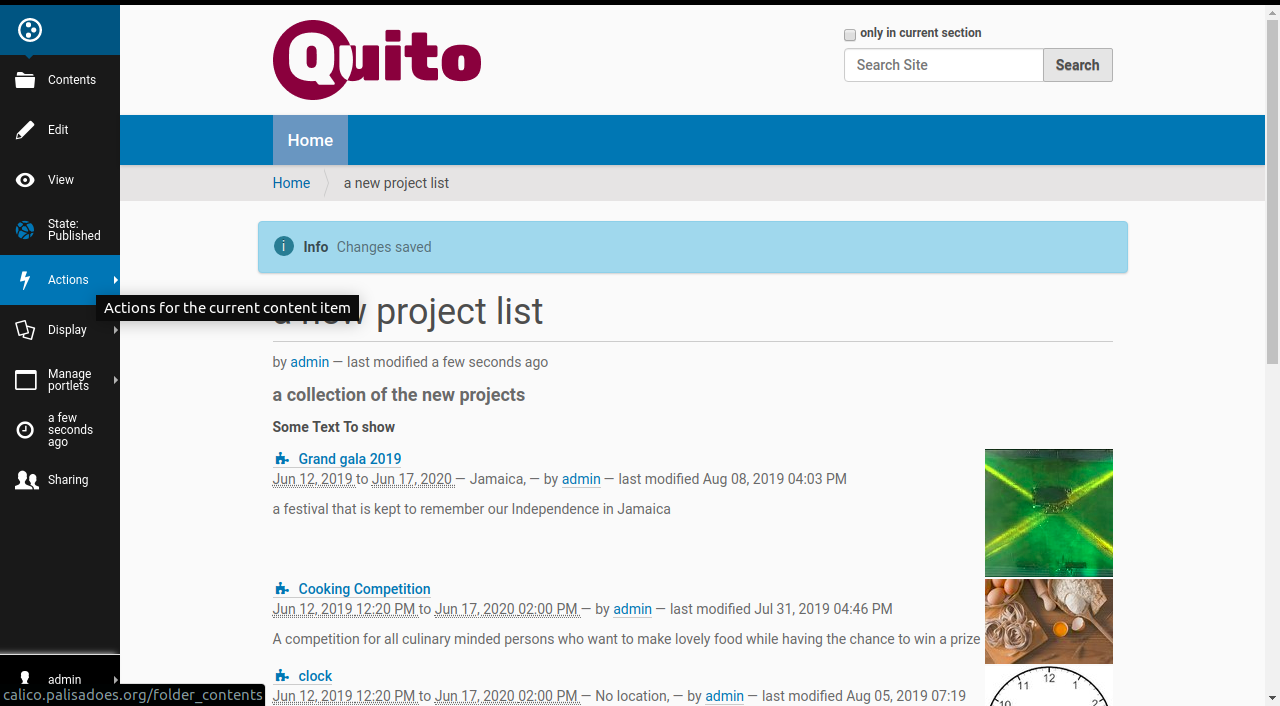 Quito
only in current section
Search Site
Search
Contents
Edit
View
State:
Published
Actions
Actions for the current content item
Display
Manage
portlets
a few
seconds
ago
Sharing
admin
calico.palisadoes.org/folder_contents
Home
Home
a new project list
Info Changes saved
project list
by admin — last modified a few seconds ago
a collection of the new projects
Some Text To show
Grand gala 2019
Jun 12, 2019 to Jun 17, 2020 — Jamaica, — by admin — last modified Aug 08, 2019 04:03 PM
a festival that is kept to remember our Independence in Jamaica
Cooking Competition
Jun 12, 2019 12:20 PM to Jun 17, 2020 02:00 PM — by admin — last modified Jul 31, 2019 04:46 PM
A competition for all culinary minded persons who want to make lovely food while having the chance to win a prize
clock
Jun 12, 2019 12:20 PM to Jun 17, 2020 02:00 PM — No location, — by admin — last modified Aug 05, 2019 07:19
11 12 1
10 2